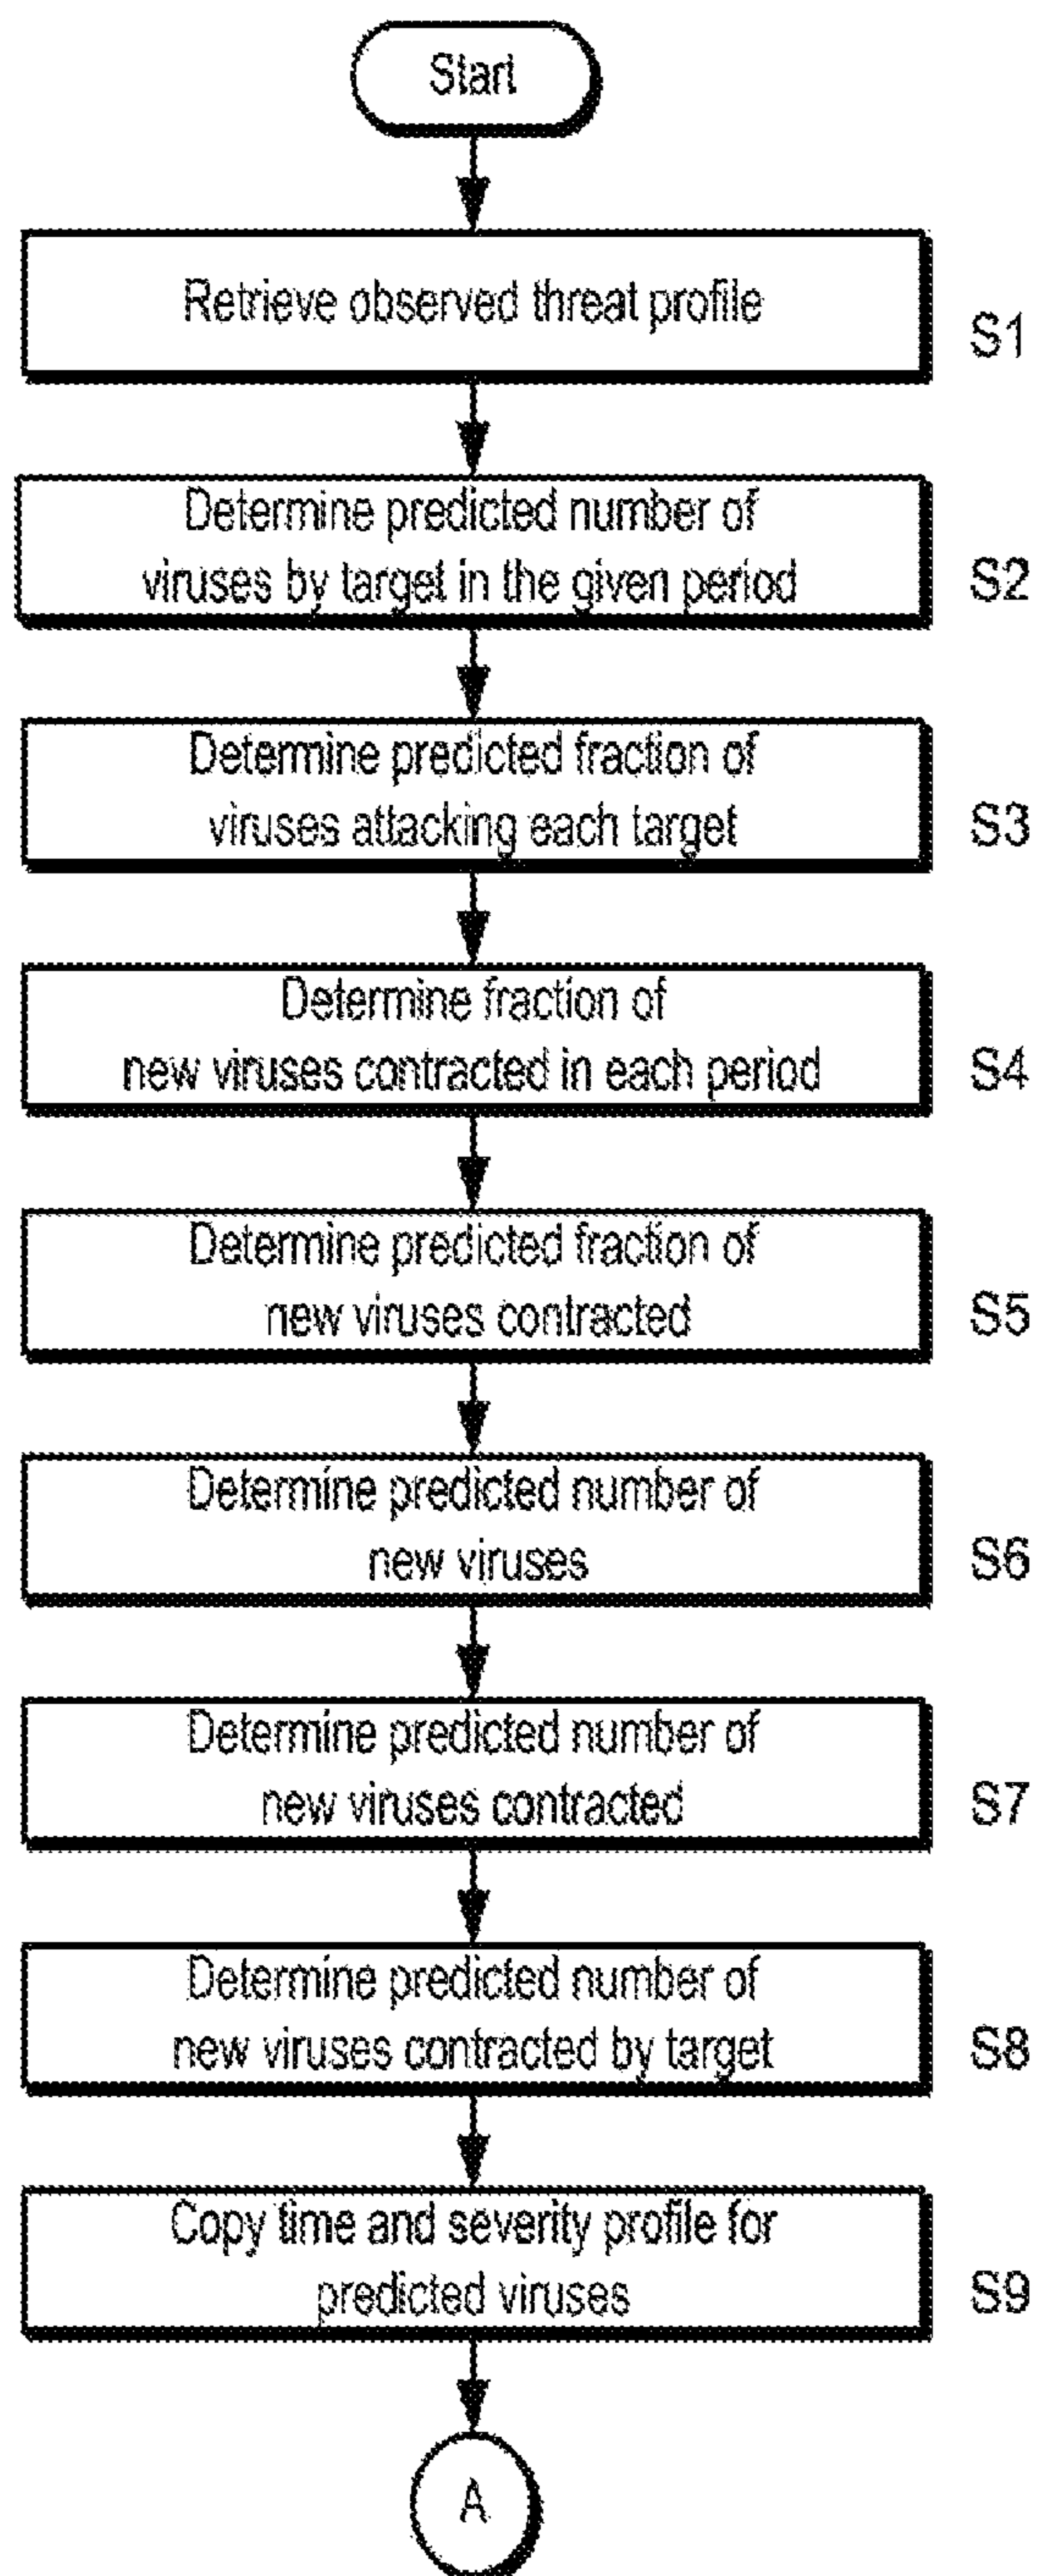 Start
Retrieve observed threat profile
S1
Determine predicted number of
viruses by target in the given period
S2
Determine predicted fraction of
viruses attacking each target
S3
Determine fraction of
new viruses contracted in each period
S4
Determine predicted fraction of
new viruses contracted
S5
Determine predicted number of
new viruses
S6
Determine predicted number of
new viruses contracted
S7
Determine predicted number of
new viruses contracted by target
S8
Copy time and severity profile for
predicted viruses
S9
A